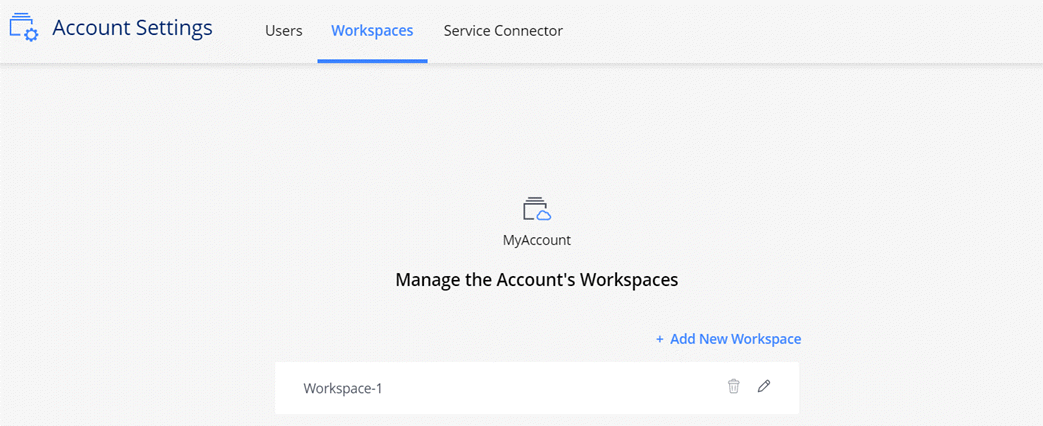 Account Settings
Users
Workspaces
Service Connector
MyAccount
Manage the Account's Workspaces
+ Add New Workspace
Workspace-1